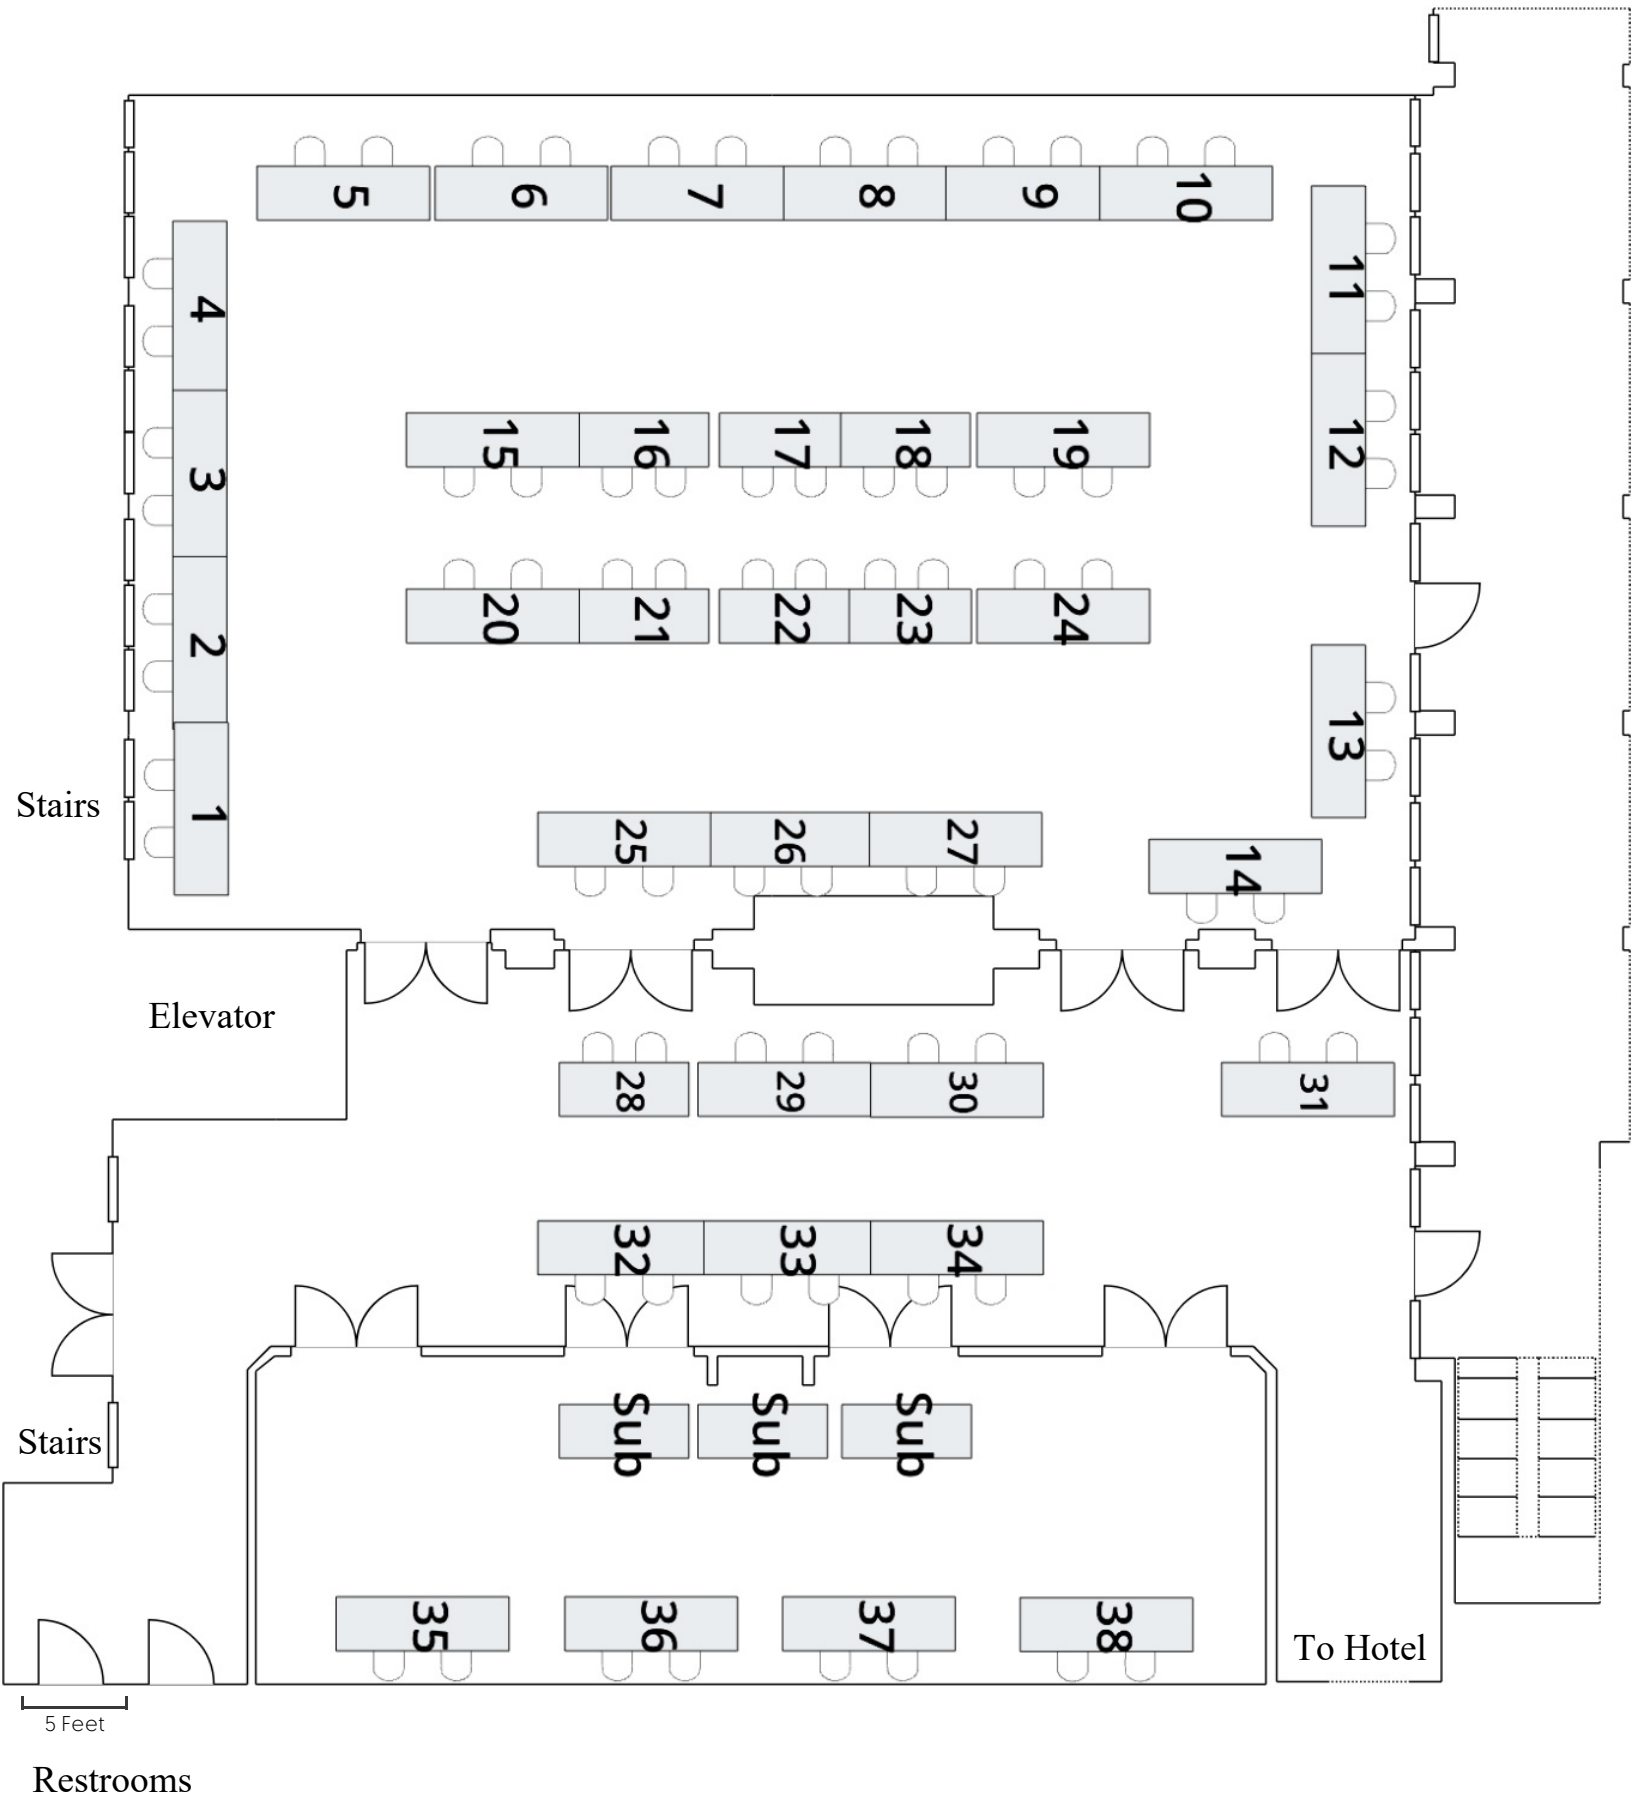 5 6 7 8 9 10
4
11
3
15 16 17 18 19
12
2
20 21 22 23 24
13
Stairs
1
25 26 27
14
Elevator
28 29 30 31
32 33 34
Stairs
Sub Sub Sub
35 36 37 38
To Hotel
5 Feet
Restrooms